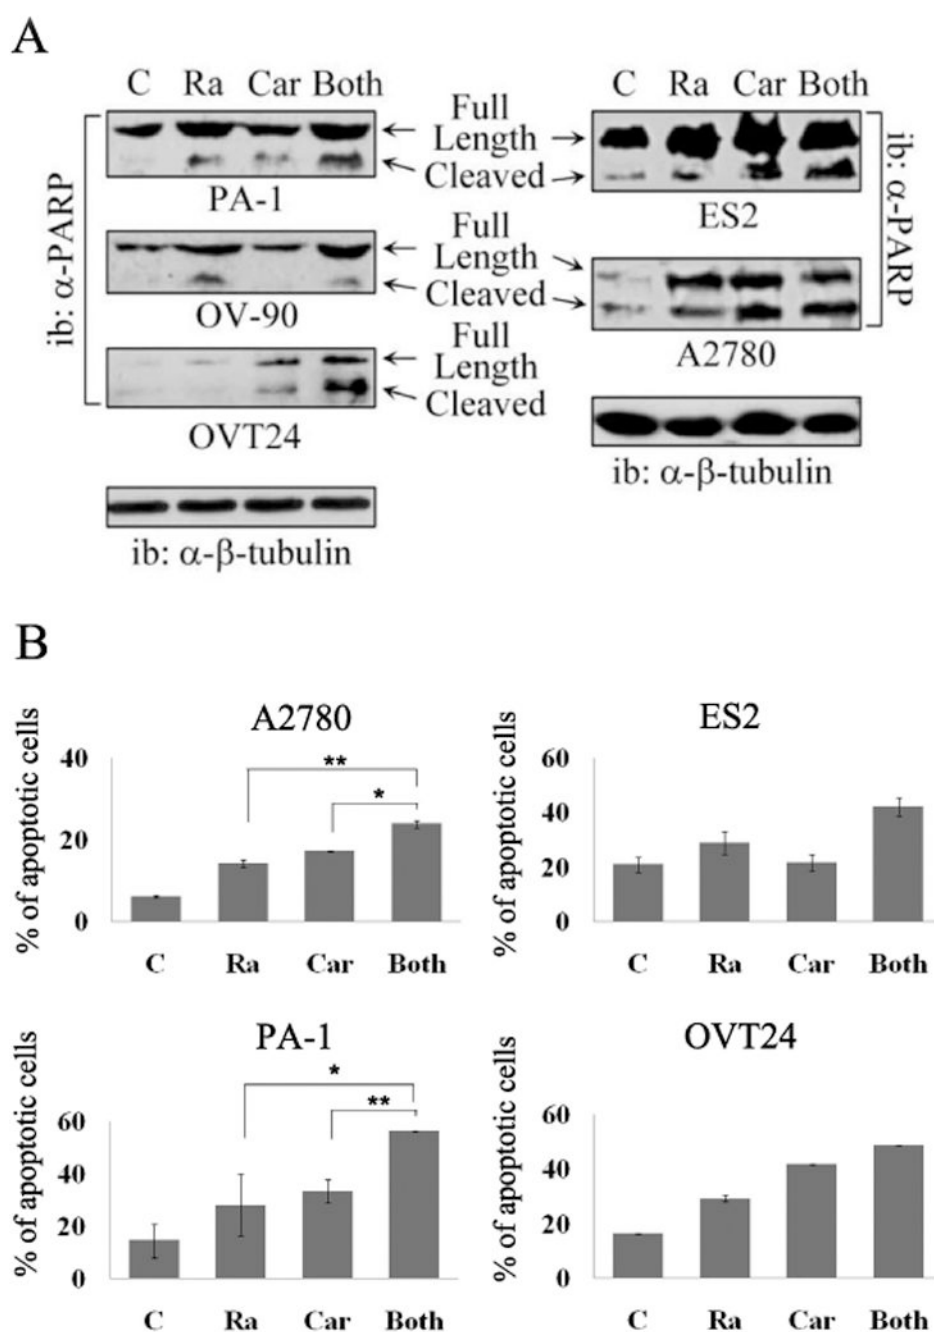 A
C Ra Car Both
C Ra Car Both
Full
Length
Cleaved
PA-1
ES2
ib: α-PARP
ib: α-PARP
Full
Length
Cleaved
OV-90
A2780
Full
Length
Cleaved
OVT24
ib: α-β-tubulin
ib: α-β-tubulin
B
A2780
% of apoptotic cells
40
20
0
**
*
C Ra Car Both
ES2
% of apoptotic cells
60
40
20
0
C Ra Car Both
PA-1
% of apoptotic cells
60
40
20
0
*
**
C Ra Car Both
OVT24
% of apoptotic cells
60
40
20
0
C Ra Car Both